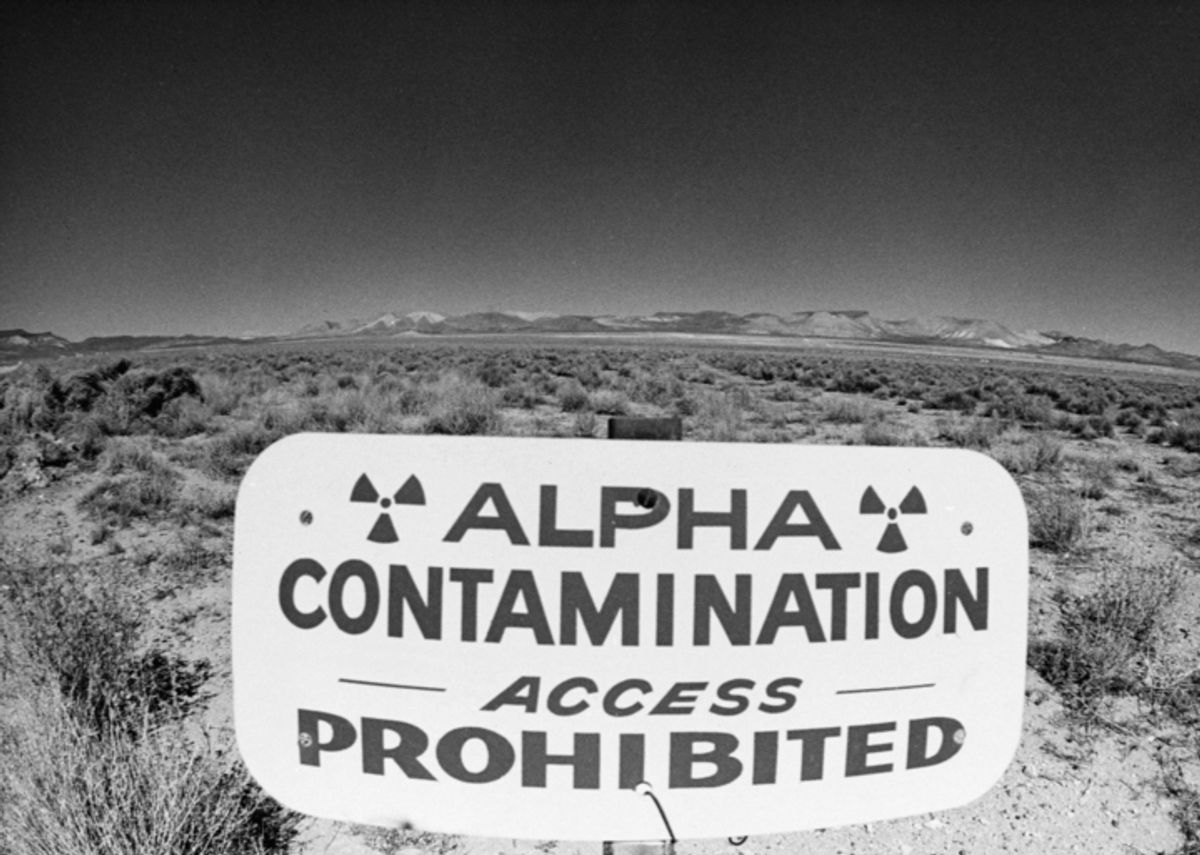 ALPHA
CONTAMINATION
ACCESS
PROHIBITED